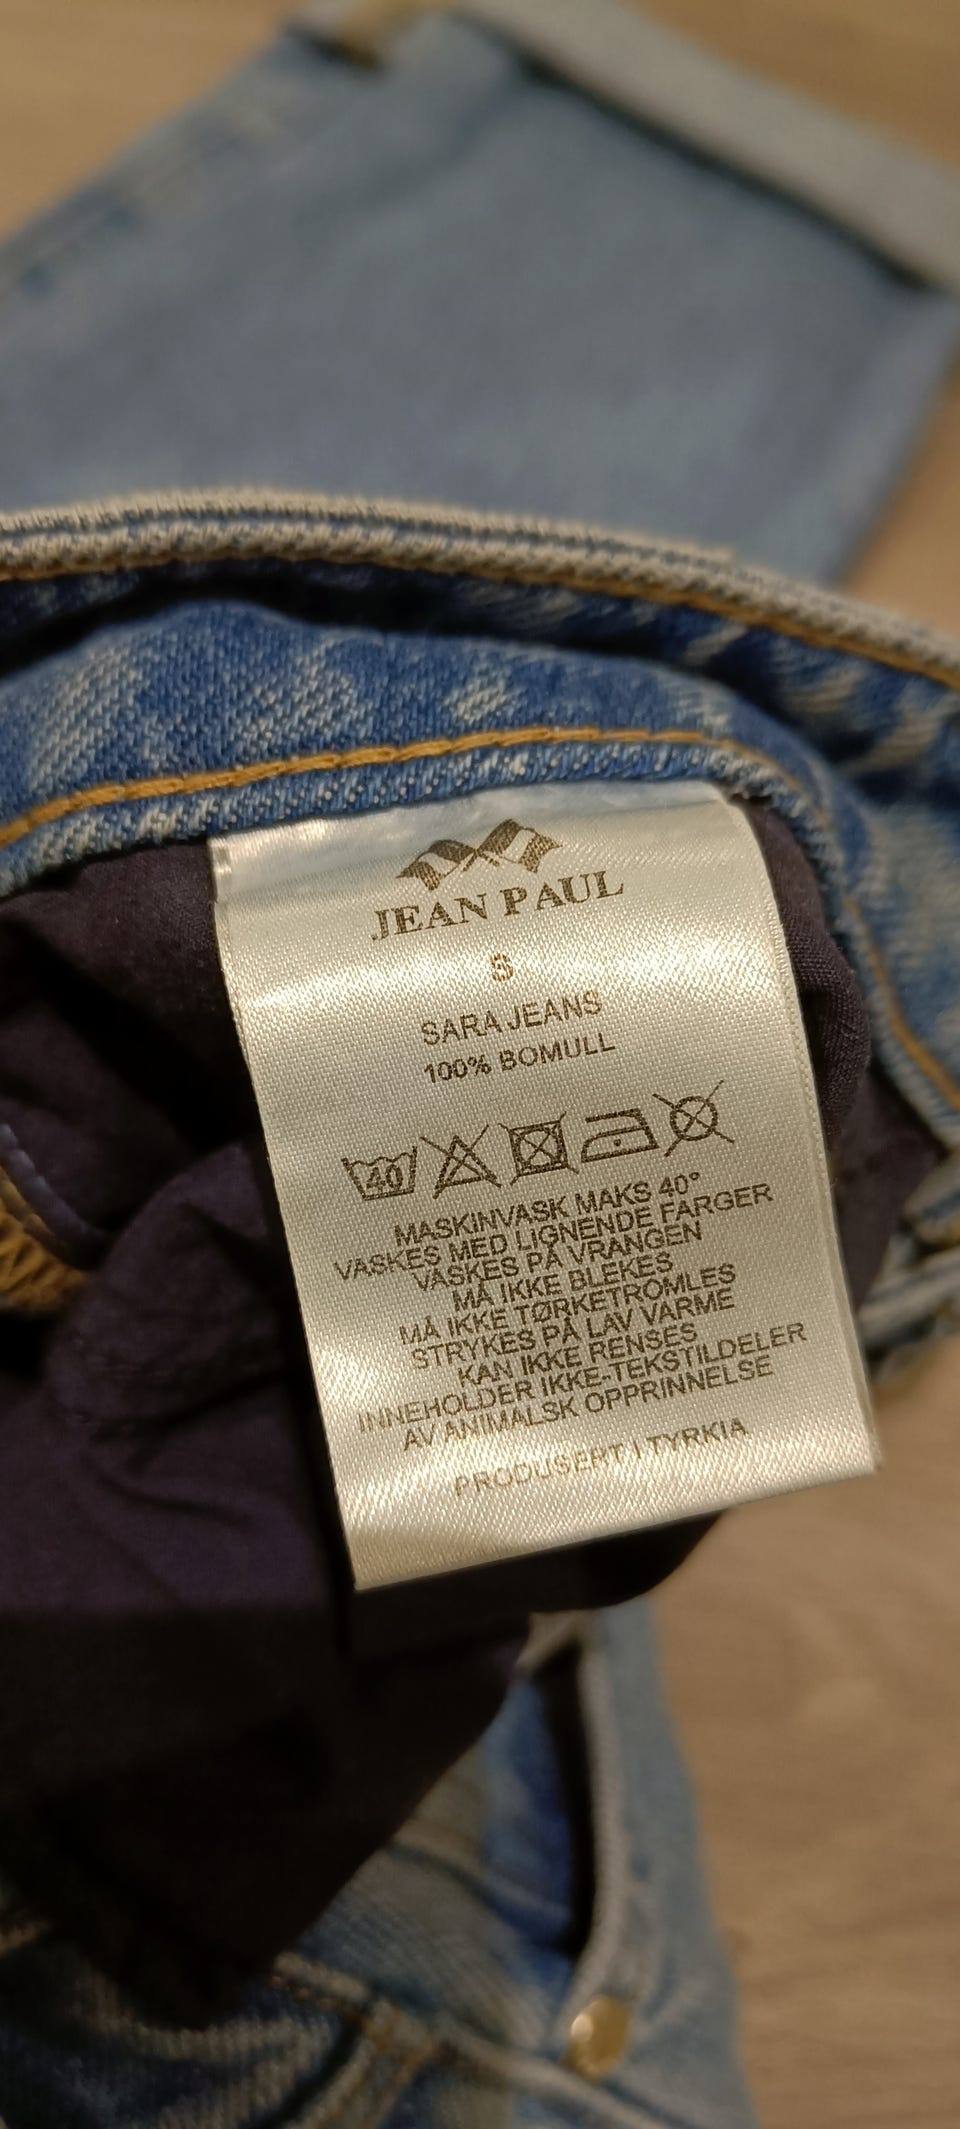 JEAN PAUL
S
SARA JEANS
100% BOMULL
40
MASKINVASK MAKS 40°
VASKES MED LIGNENDE FARGER
VASKES PÅ VRANGEN
MÅ IKKE BLEKES
MÅ IKKE TØRKETROMLES
STRYKES PÅ LAV VARME
KAN IKKE RENSES
INNEHOLDER IKKE-TEKSTILDELER
AV ANIMALSK OPPRINNELSE
PRODUSERT I TYRKIA